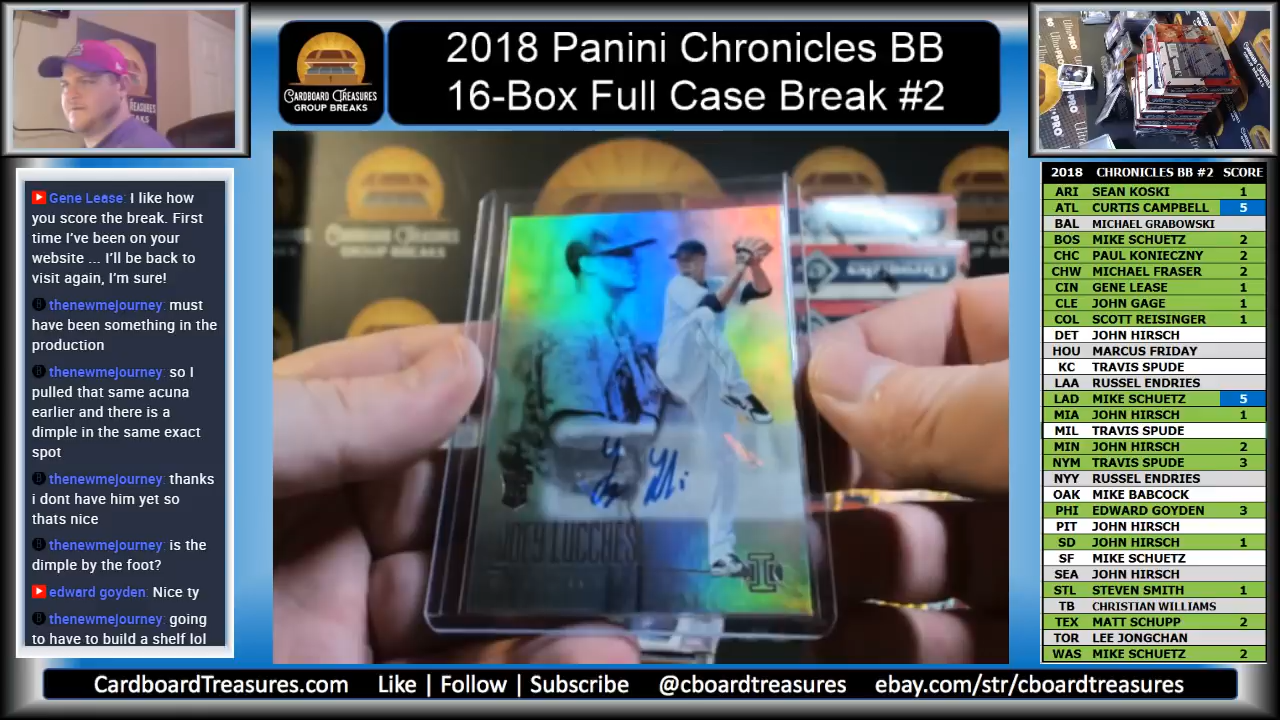 2018 Panini Chronicles BB
16-Box Full Case Break #2
CARDBOARD TREASURES
GROUP BREAKS
Gene Lease: I like how
you score the break. First
time I've been on your
website ... I'll be back to
visit again, I'm sure!
thenewmejourney: must
have been something in the
production
thenewmejourney: so I
pulled that same acuna
earlier and there is a
dimple in the same exact
spot
thenewmejourney: thanks
i dont have him yet so
thats nice
thenewmejourney: is the
dimple by the foot?
edward goyden: Nice ty
thenewmejourney: going
to have to build a shelf lol
JOEY LUCCHES
Chronicles
2018 CHRONICLES BB #2 SCORE
ARI SEAN KOSKI 1
ATL CURTIS CAMPBELL 5
BAL MICHAEL GRABOWSKI
BOS MIKE SCHUETZ 2
CHC PAUL KONIECZNY 2
CHW MICHAEL FRASER 2
CIN GENE LEASE 1
CLE JOHN GAGE 1
COL SCOTT REISINGER 1
DET JOHN HIRSCH
HOU MARCUS FRIDAY
KC TRAVIS SPUDE
LAA RUSSEL ENDRIES
LAD MIKE SCHUETZ 5
MIA JOHN HIRSCH 1
MIL TRAVIS SPUDE
MIN JOHN HIRSCH 2
NYM TRAVIS SPUDE 3
NYY RUSSEL ENDRIES
OAK MIKE BABCOCK
PHI EDWARD GOYDEN 3
PIT JOHN HIRSCH
SD JOHN HIRSCH 1
SF MIKE SCHUETZ
SEA JOHN HIRSCH
STL STEVEN SMITH 1
TB CHRISTIAN WILLIAMS
TEX MATT SCHUPP 2
TOR LEE JONGCHAN
WAS MIKE SCHUETZ 2
CardboardTreasures.com Like | Follow | Subscribe @cboardtreasures ebay.com/str/cboardtreasures